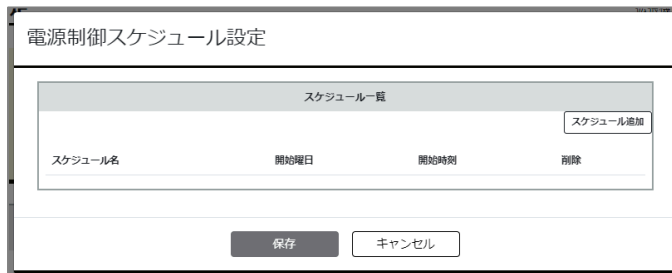 電源制御スケジュール設定
スケジュール一覧
スケジュール追加
スケジュール名 開始曜日 開始時刻 削除
保存 キャンセル